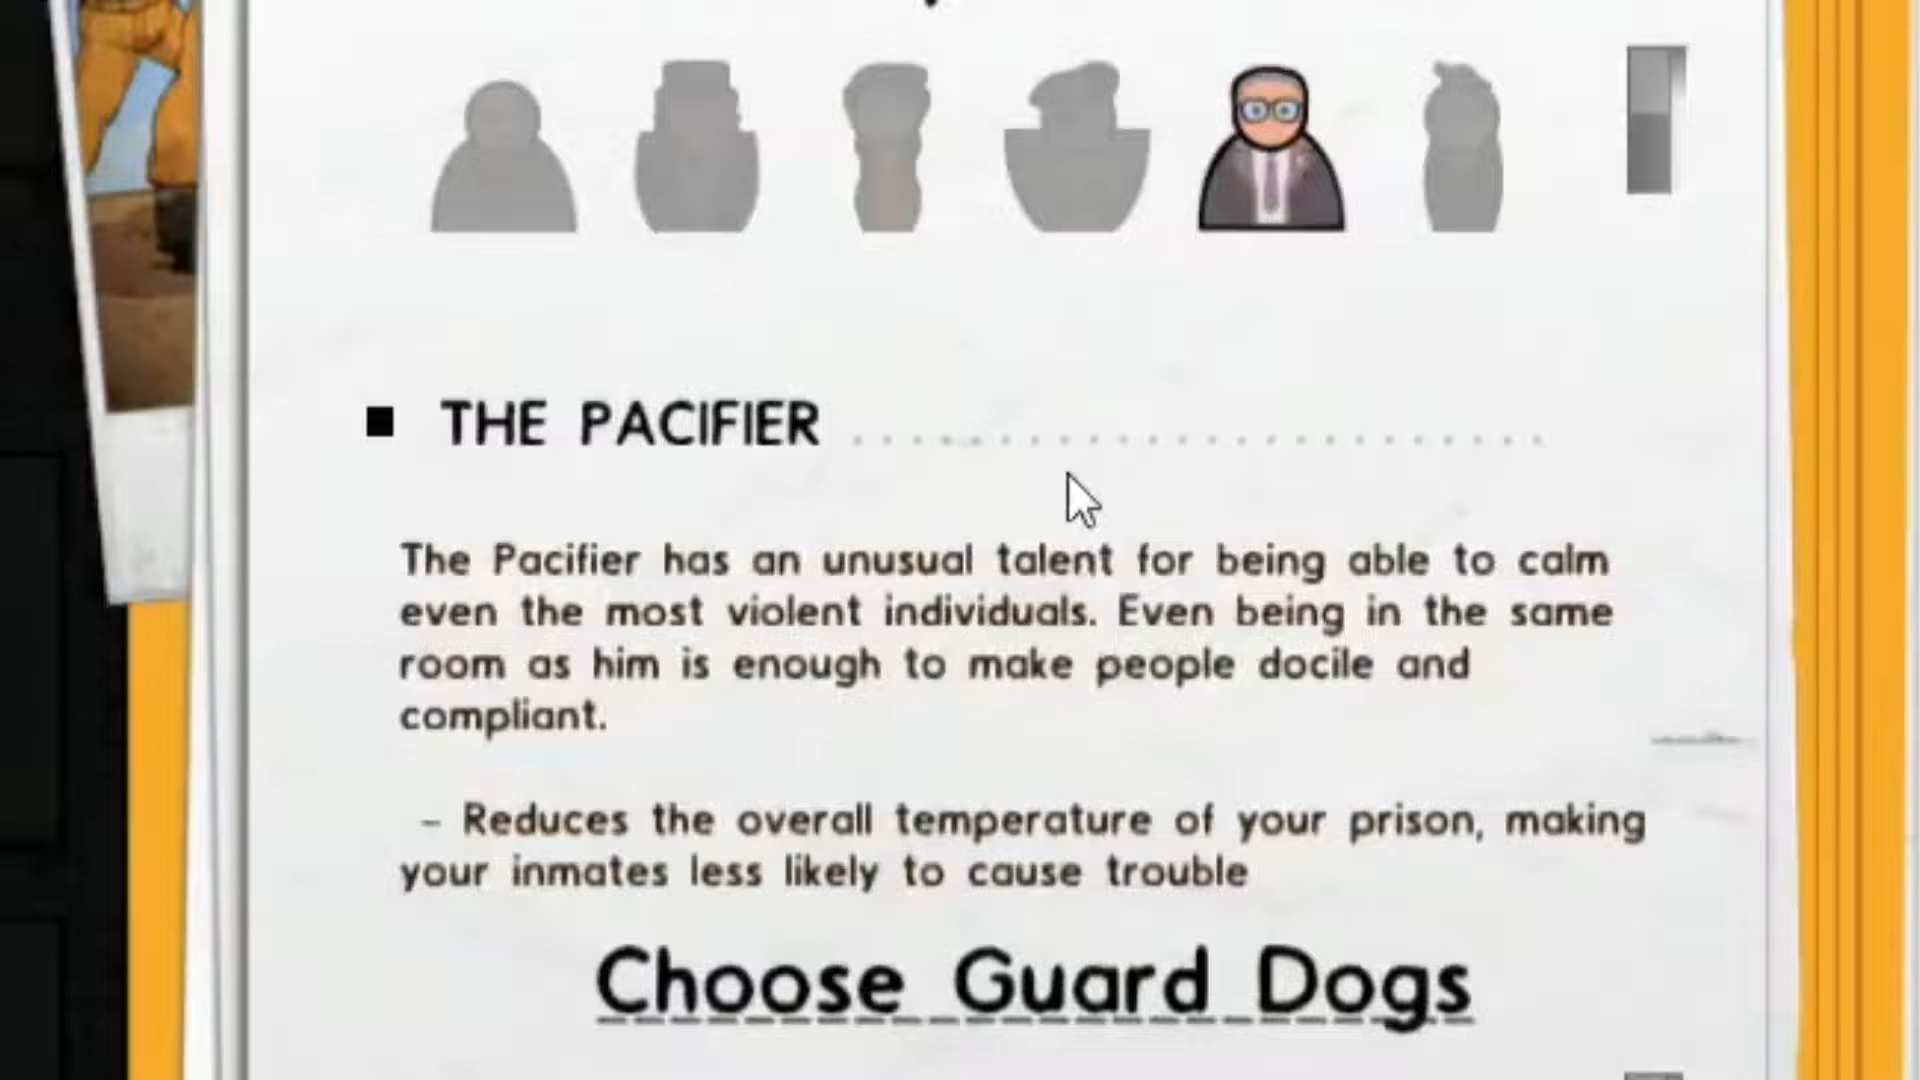 THE PACIFIER
The Pacifier has an unusual talent for being able to calm
even the most violent individuals. Even being in the same
room as him is enough to make people docile and
compliant.
- Reduces the overall temperature of your prison, making
your inmates less likely to cause trouble
Choose Guard Dogs